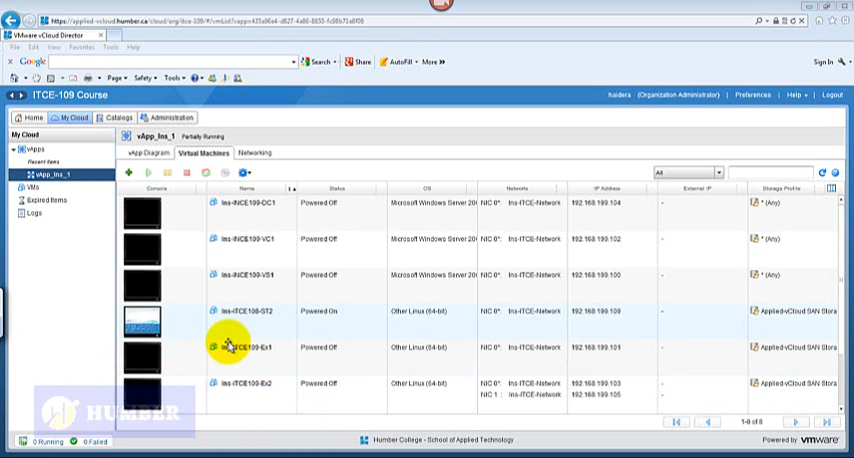 https://applied-vcloud.humber.ca/cloud/org/itce-109/#/vmList?vapp=
VMware vCloud Director
File Edit View Favorites Tools Help
Google Search Share AutoFill More » Sign In
Page Safety Tools
ITCE-109 Course haiders (Organization Administrator) Preferences Help Logout
Home My Cloud Catalogs Administration
My Cloud
vApps
Recent Items
vApp_Ins_1
VMs
Expired Items
Logs
vApp_Ins_1 Partially Running
vApp Diagram Virtual Machines Networking
All
Console Name 1 Status OS Networks IP Address External IP Storage Profile
Ins-INCE109-DC1 Powered Off Microsoft Windows Server 20 NIC 0*: Ins-ITCE-Network 192.168.199.104 - * (Any)
Ins-INCE109-VC1 Powered Off Microsoft Windows Server 20 NIC 0*: Ins-ITCE-Network 192.168.199.102 - * (Any)
Ins-INCE109-VS1 Powered Off Microsoft Windows Server 20 NIC 0*: Ins-ITCE-Network 192.168.199.100 - * (Any)
Ins-ITCE108-ST2 Powered On Other Linux (64-bit) NIC 0*: Ins-ITCE-Network 192.168.199.109 - Applied-vCloud SAN Stora
Ins-ITCE109-Ex1 Powered Off Other Linux (64-bit) NIC 0*: Ins-ITCE-Network 192.168.199.101 - Applied-vCloud SAN Stora
Ins-ITCE109-Ex2 Powered Off Other Linux (64-bit) NIC 0*: Ins-ITCE-Network 192.168.199.103 - Applied-vCloud SAN Stora
NIC 1 : Ins-ITCE-Network 192.168.199.105
HUMBER
1-8 of 8
0 Running 0 Failed Humber College - School of Applied Technology Powered by vmware